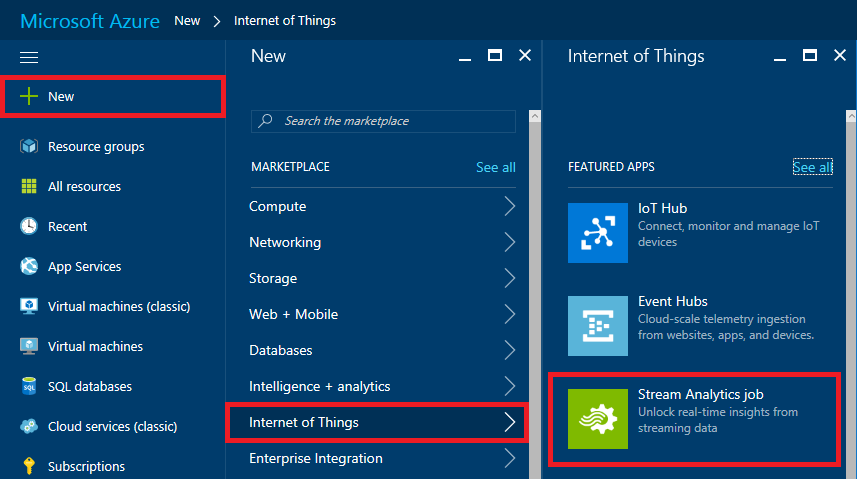 Microsoft Azure New > Internet of Things
New
Resource groups
All resources
Recent
App Services
Virtual machines (classic)
Virtual machines
SQL databases
Cloud services (classic)
Subscriptions
New
Search the marketplace
MARKETPLACE See all
Compute
Networking
Storage
Web + Mobile
Databases
Intelligence + analytics
Internet of Things
Enterprise Integration
Internet of Things
FEATURED APPS See all
IoT Hub
Connect, monitor and manage IoT
devices
Event Hubs
Cloud-scale telemetry ingestion
from websites, apps, and devices.
Stream Analytics job
Unlock real-time insights from
streaming data